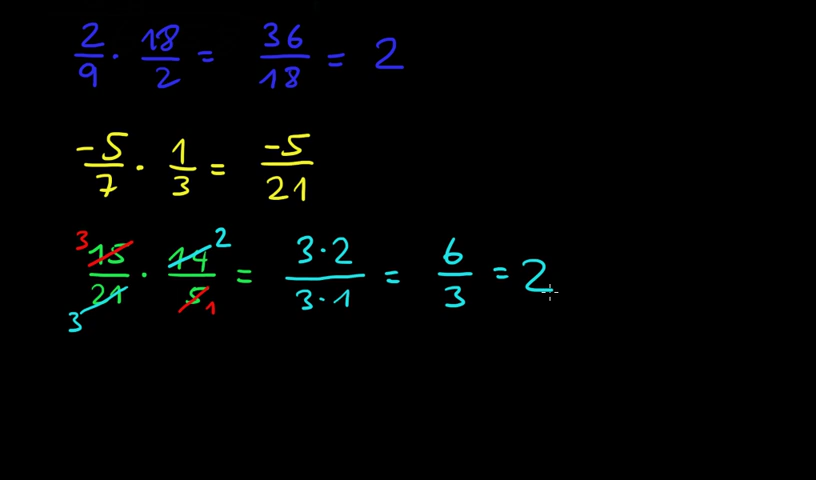 2/9 · 18/2 = 36/18 = 2
-5/7 · 1/3 = -5/21
3 15/21 3 · 14 2/5 1 = 3·2/3·1 = 6/3 = 2